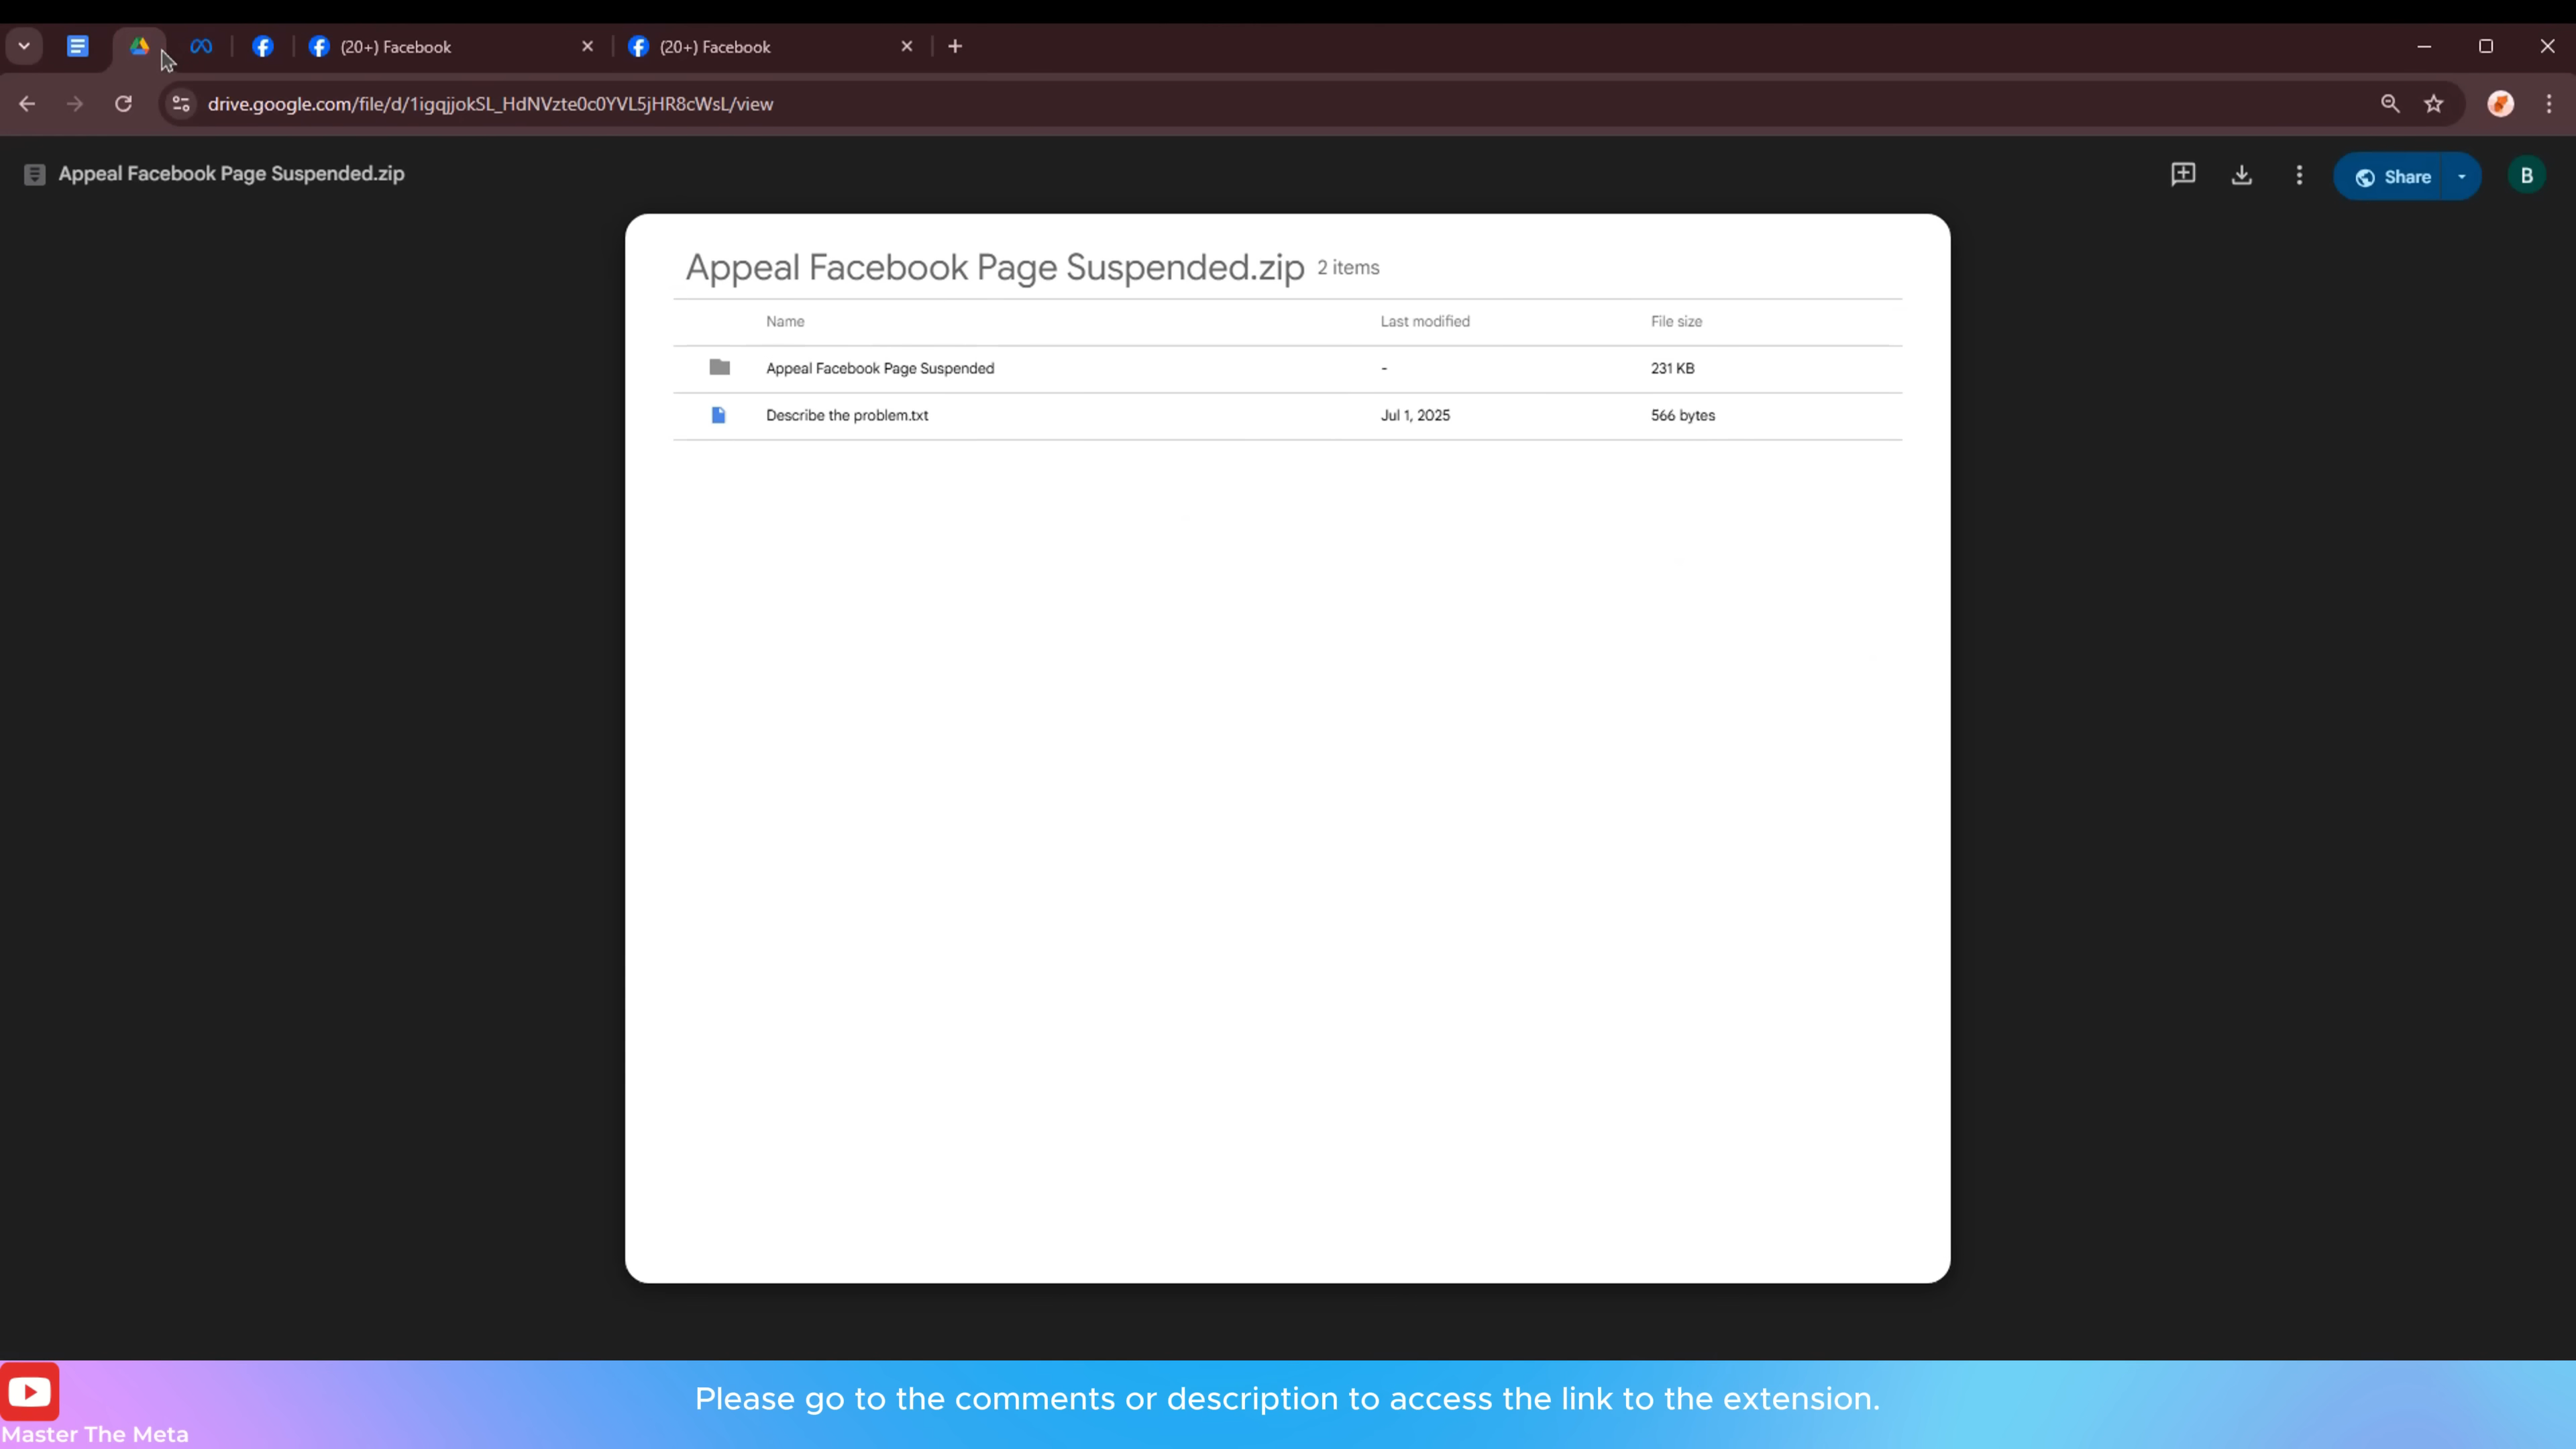 (20+) Facebook
(20+) Facebook
drive.google.com/file/d/1igqjjokSL_HdNVzte0c0YVL5jHR8cWsL/view
Appeal Facebook Page Suspended.zip
Share
B
Appeal Facebook Page Suspended.zip 2 items
Name Last modified File size
Appeal Facebook Page Suspended - 231 KB
Describe the problem.txt Jul 1, 2025 566 bytes
Please go to the comments or description to access the link to the extension.
Master The Meta